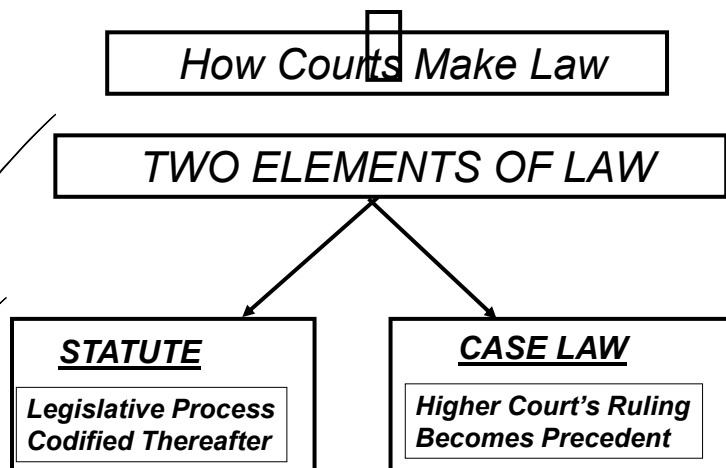 How Courts Make Law
TWO ELEMENTS OF LAW
STATUTE
Legislative Process
Codified Thereafter
CASE LAW
Higher Court's Ruling
Becomes Precedent